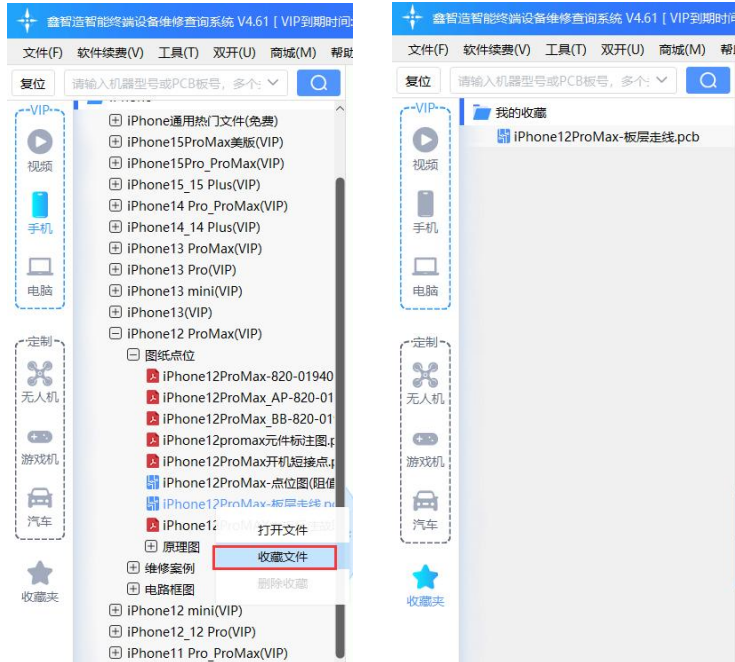 鑫智造智能终端设备维修查询系统 V4.61 [ VIP到期时间:
文件(F) 软件续费(V) 工具(T) 双开(U) 商城(M) 帮助
复位 请输入机器型号或PCB板号，多个:
VIP
视频
手机
电脑
定制
无人机
游戏机
汽车
收藏夹
iPhone通用热门文件(免费)
iPhone15ProMax美版(VIP)
iPhone15Pro_ProMax(VIP)
iPhone15_15 Plus(VIP)
iPhone14 Pro_ProMax(VIP)
iPhone14_14 Plus(VIP)
iPhone13 ProMax(VIP)
iPhone13 Pro(VIP)
iPhone13 mini(VIP)
iPhone13(VIP)
iPhone12 ProMax(VIP)
图纸点位
iPhone12ProMax-820-01940
iPhone12ProMax_AP-820-01
iPhone12ProMax_BB-820-01
iPhone12promax元件标注图.p
iPhone12ProMax开机短接点.p
iPhone12ProMax-点位图(阻值
iPhone12ProMax-板层走线.pc
iPhone12
原理图
维修案例
电路框图
iPhone12 mini(VIP)
iPhone12_12 Pro(VIP)
iPhone11 Pro_ProMax(VIP)
打开文件
收藏文件
删除收藏
鑫智造智能终端设备维修查询系统 V4.61 [ VIP到期时
文件(F) 软件续费(V) 工具(T) 双开(U) 商城(M)
复位 请输入机器型号或PCB板号，多个:
VIP
视频
手机
电脑
定制
无人机
游戏机
汽车
收藏夹
我的收藏
iPhone12ProMax-板层走线.pcb